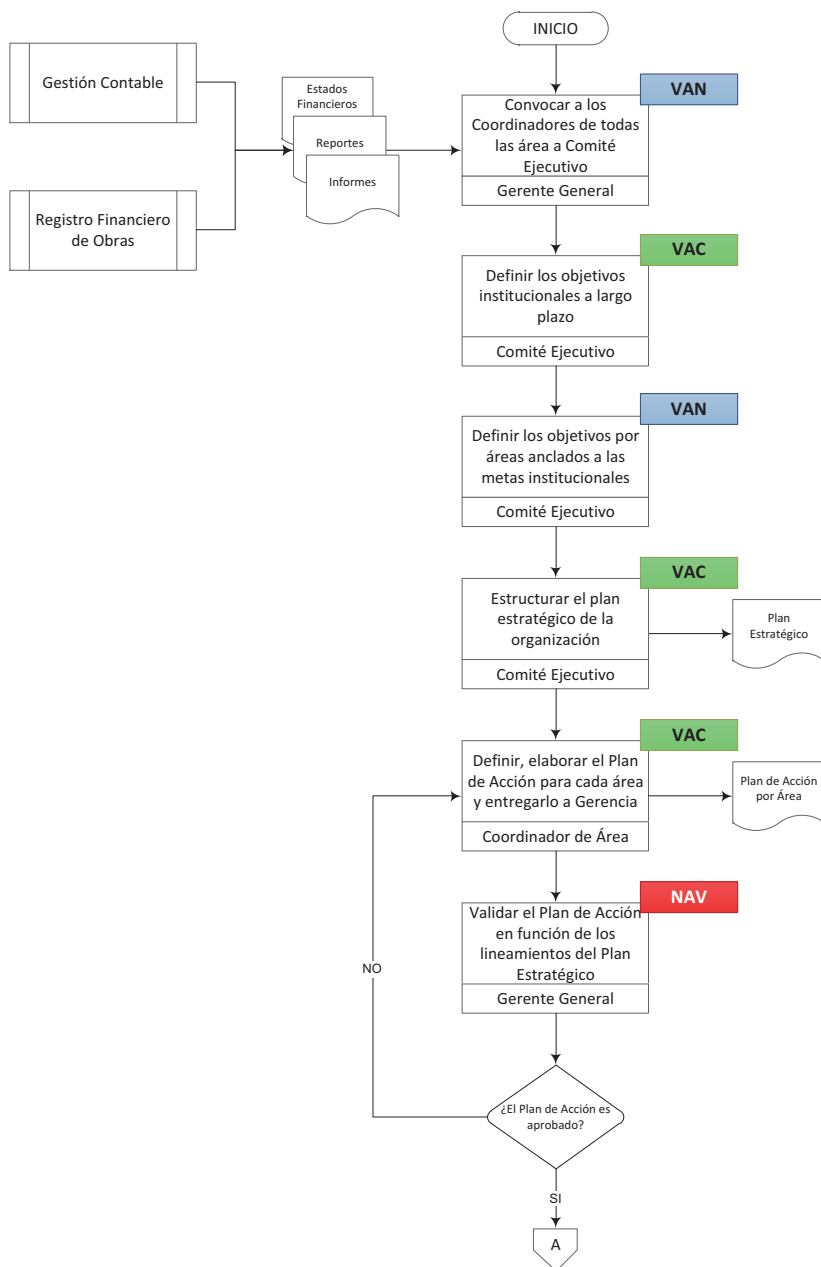 INICIO
Gestión Contable
Registro Financiero
de Obras
Estados
Financieros
Reportes
Informes
VAN
Convocar a los
Coordinadores de todas
las área a Comité
Ejecutivo
Gerente General
VAC
Definir los objetivos
institucionales a largo
plazo
Comité Ejecutivo
VAN
Definir los objetivos por
áreas anclados a las
metas institucionales
Comité Ejecutivo
VAC
Estructurar el plan
estratégico de la
organización
Comité Ejecutivo
Plan
Estratégico
VAC
Definir, elaborar el Plan
de Acción para cada área
y entregarlo a Gerencia
Coordinador de Área
Plan de Acción
por Área
NAV
Validar el Plan de Acción
en función de los
lineamientos del Plan
Estratégico
Gerente General
NO
¿El Plan de Acción es
aprobado?
SI
A